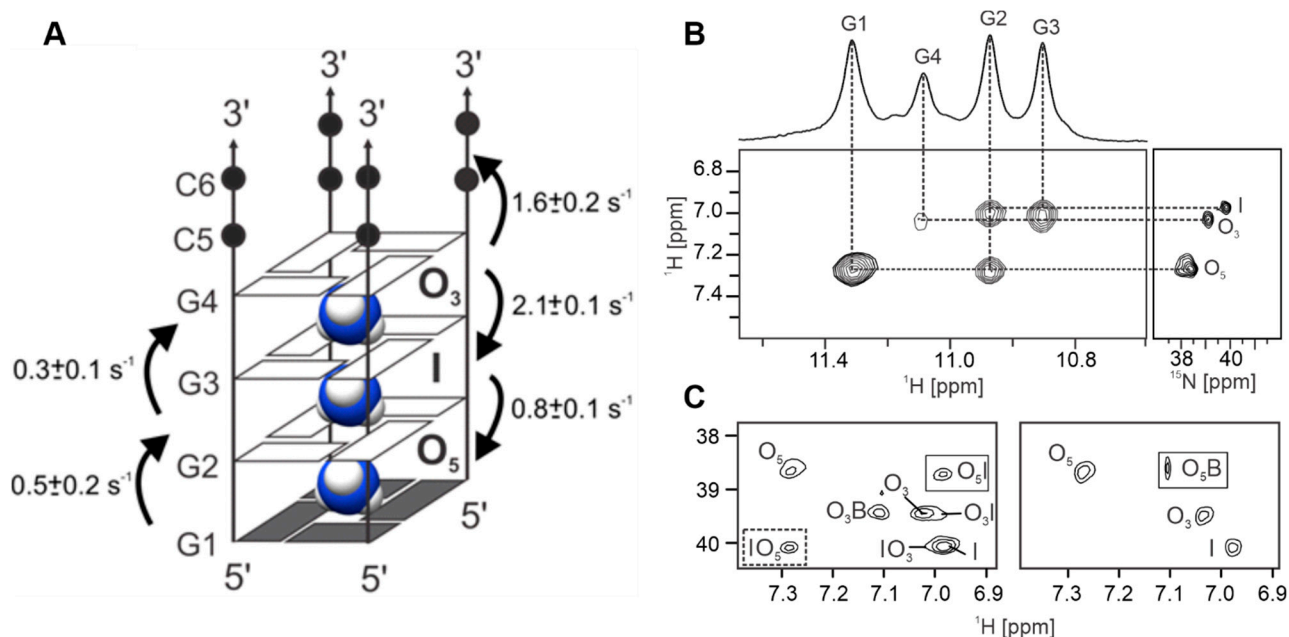 A
3'
3'
3'
3'
C6
C5
1.6±0.2 s⁻¹
G4
O₃
2.1±0.1 s⁻¹
0.3±0.1 s⁻¹
G3
I
0.8±0.1 s⁻¹
G2
O₅
0.5±0.2 s⁻¹
G1
5'
5'
5'
B
G1
G4
G2
G3
6.8
7.0
7.2
7.4
¹H [ppm]
I
O₃
O₅
11.4
11.0
10.8
38
40
¹H [ppm]
¹⁵N [ppm]
C
38
39
40
O₅
O₃
O₅I
O₃B
O₃I
IO₅
IO₃
I
7.3
7.2
7.1
7.0
6.9
O₅
O₅B
O₃
I
7.3
7.2
7.1
7.0
6.9
¹H [ppm]